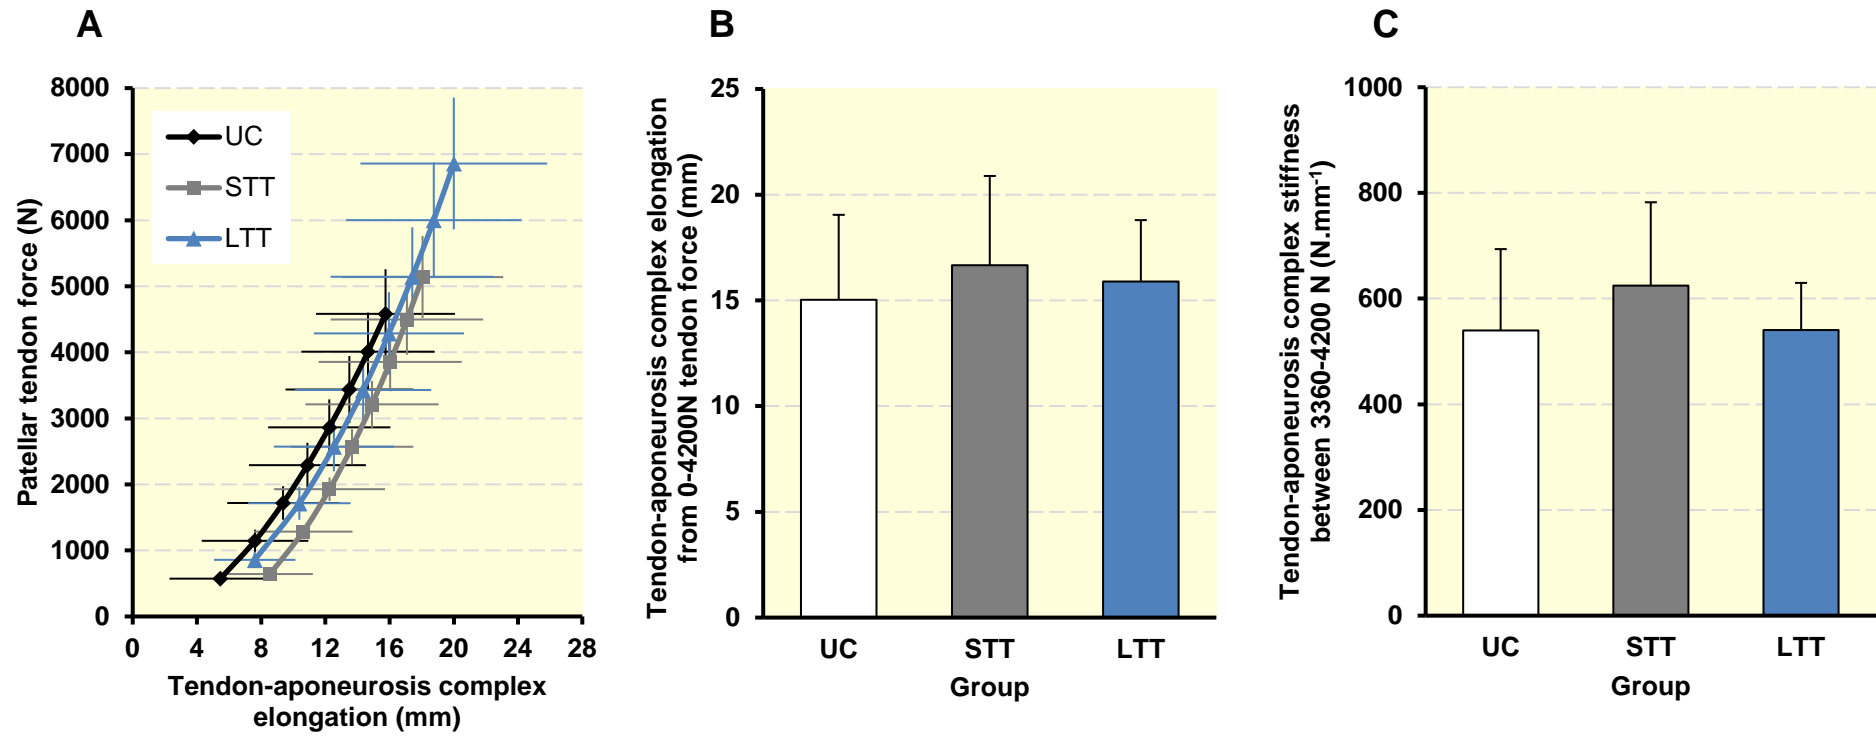 A
B
C
8000
7000
6000
5000
4000
3000
2000
1000
0
0 4 8 12 16 20 24 28
UC
STT
LTT
Patellar tendon force (N)
Tendon-aponeurosis complex
elongation (mm)
25
20
15
10
5
0
UC STT LTT
Group
Tendon-aponeurosis complex elongation
from 0-4200N tendon force (mm)
1000
800
600
400
200
0
UC STT LTT
Group
Tendon-aponeurosis complex stiffness
between 3360-4200 N (N.mm⁻¹)